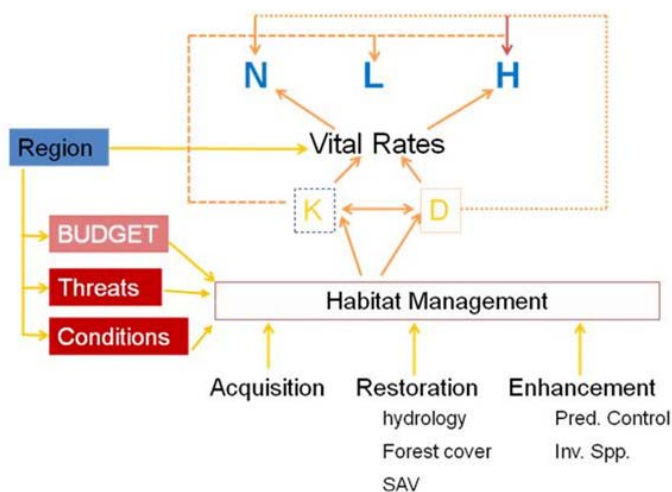 N L H
Region Vital Rates
K D
BUDGET
Threats
Habitat Management
Conditions
Acquisition Restoration Enhancement
hydrology Pred. Control
Forest cover Inv. Spp.
SAV